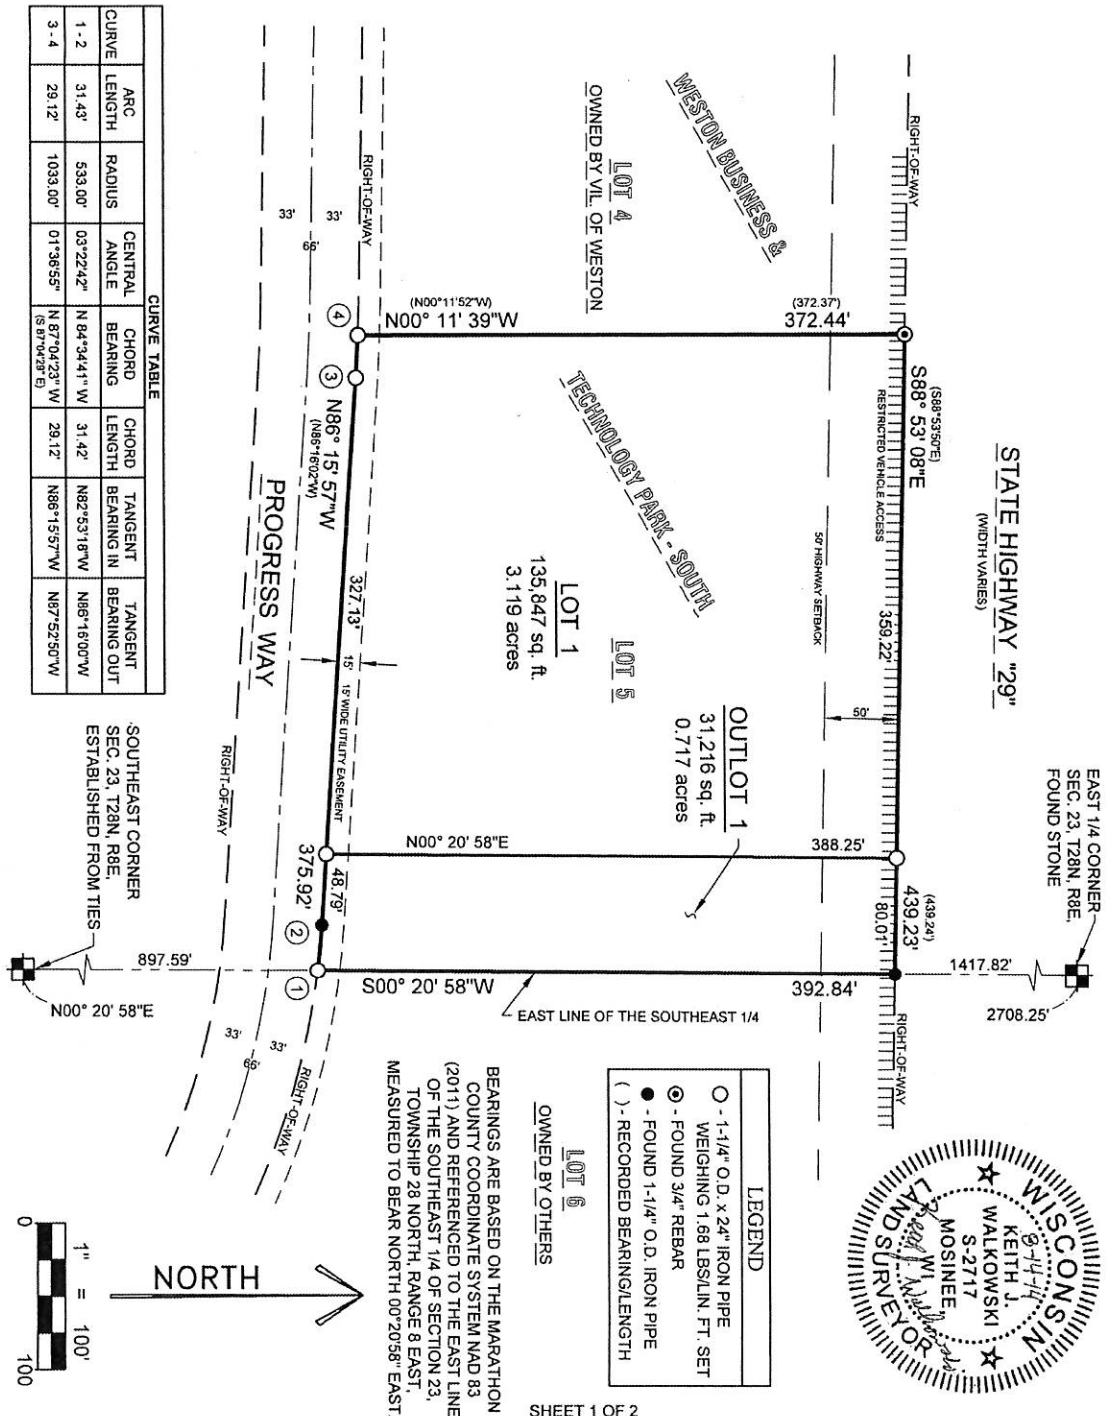 STATE HIGHWAY "29"
(WIDTH VARIES)
EAST 1/4 CORNER
SEC. 23, T28N, R8E,
FOUND STONE
1417.82'
2708.25'
RIGHT-OF-WAY
(S88°53'50"E)
S88° 53' 08"E
RESTRICTED VEHICLE ACCESS
359.22'
(439.24')
439.23'
80.01'
RIGHT-OF-WAY
50' HIGHWAY SETBACK
50'
(372.37')
372.44'
388.25'
392.84'
WESTON BUSINESS &
TECHNOLOGY PARK - SOUTH
LOT 4
OWNED BY VIL. OF WESTON
LOT 5
OUTLOT 1
31,216 sq. ft.
0.717 acres
LOT 1
135,847 sq. ft.
3.119 acres
EAST LINE OF THE SOUTHEAST 1/4
(N00°11'52"W)
N00° 11' 39"W
N00° 20' 58"E
S00° 20' 58"W
RIGHT-OF-WAY
4
3
N86° 15' 57"W
(N86°16'02"W)
327.13'
15'
15' WIDE UTILITY EASEMENT
48.79'
375.92'
2
1
33'
33'
66'
PROGRESS WAY
RIGHT-OF-WAY
RIGHT-OF-WAY
33'
33'
66'
897.59'
N00° 20' 58"E
SOUTHEAST CORNER
SEC. 23, T28N, R8E,
ESTABLISHED FROM TIES
CURVE TABLE
CURVE ARC LENGTH RADIUS CENTRAL ANGLE CHORD BEARING CHORD LENGTH TANGENT BEARING IN TANGENT BEARING OUT
1 - 2 31.43' 533.00' 03°22'42" N 84°34'41" W 31.42' N82°53'18"W N86°16'00"W
3 - 4 29.12' 1033.00' 01°36'55" N 87°04'23" W 29.12' N86°15'57"W N87°52'50"W
(S 87°04'29" E)
WISCONSIN
8-14-14
KEITH J.
WALKOWSKI
S-2717
MOSINEE,
WI
LAND SURVEYOR
LEGEND
- 1-1/4" O.D. x 24" IRON PIPE
WEIGHING 1.68 LBS/LIN. FT. SET
- FOUND 3/4" REBAR
- FOUND 1-1/4" O.D. IRON PIPE
( ) - RECORDED BEARING/LENGTH
LOT 6
OWNED BY OTHERS
BEARINGS ARE BASED ON THE MARATHON
COUNTY COORDINATE SYSTEM NAD 83
(2011) AND REFERENCED TO THE EAST LINE
OF THE SOUTHEAST 1/4 OF SECTION 23,
TOWNSHIP 28 NORTH, RANGE 8 EAST,
MEASURED TO BEAR NORTH 00°20'58" EAST.
NORTH
1" = 100'
0 100
SHEET 1 OF 2